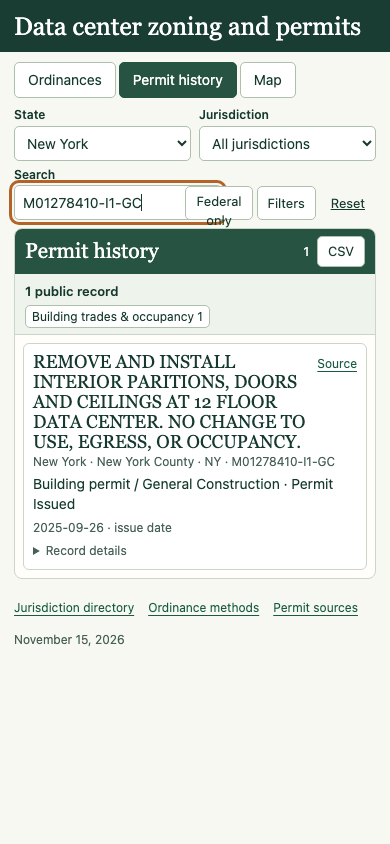 Data center zoning and permits
Ordinances
Permit history
Map
State
Jurisdiction
New York
All jurisdictions
Search
M01278410-I1-GC
Federal
only
Filters
Reset
Permit history
1
CSV
1 public record
Building trades & occupancy 1
REMOVE AND INSTALL
INTERIOR PARITIONS, DOORS
AND CEILINGS AT 12 FLOOR
DATA CENTER. NO CHANGE TO
USE, EGRESS, OR OCCUPANCY.
Source
New York · New York County · NY · M01278410-I1-GC
Building permit / General Construction · Permit
Issued
2025-09-26 · issue date
Record details
Jurisdiction directory
Ordinance methods
Permit sources
November 15, 2026